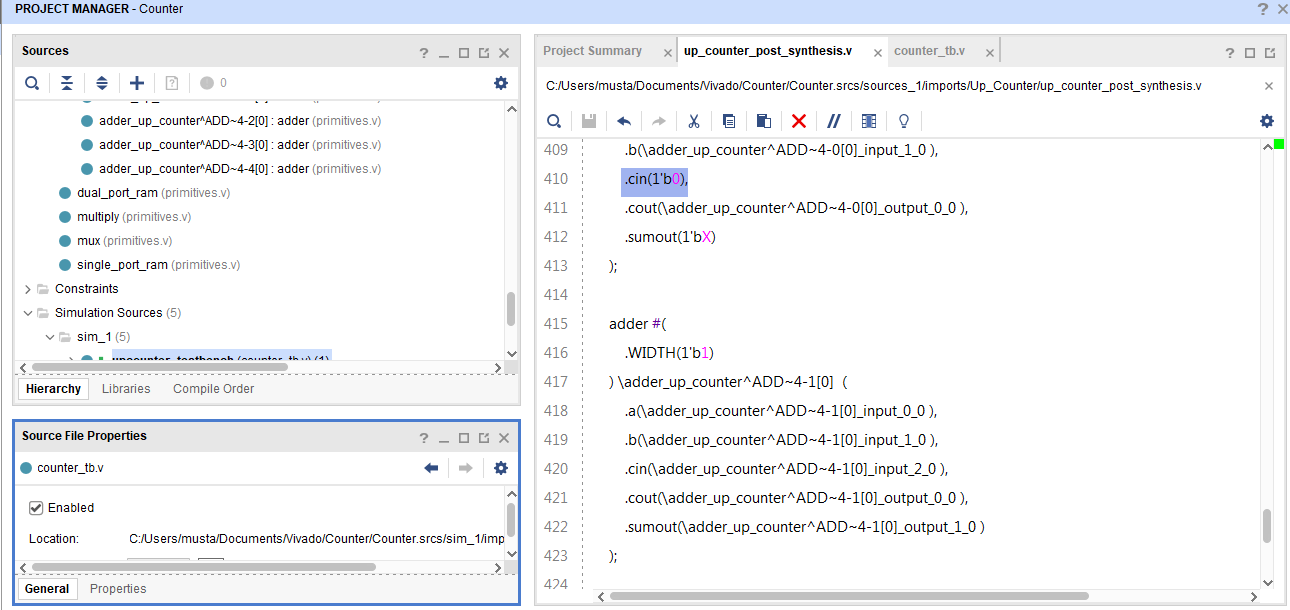 PROJECT MANAGER - Counter
Sources
0
adder_up_counter^ADD~4-2[0] : adder (primitives.v)
adder_up_counter^ADD~4-3[0] : adder (primitives.v)
adder_up_counter^ADD~4-4[0] : adder (primitives.v)
dual_port_ram (primitives.v)
multiply (primitives.v)
mux (primitives.v)
single_port_ram (primitives.v)
Constraints
Simulation Sources (5)
sim_1 (5)
upcounter_testbench (counter_tb.v) (1)
Hierarchy Libraries Compile Order
Source File Properties
counter_tb.v
Enabled
Location: C:/Users/musta/Documents/Vivado/Counter/Counter.srcs/sim_1/imp
General Properties
Project Summary up_counter_post_synthesis.v counter_tb.v
C:/Users/musta/Documents/Vivado/Counter/Counter.srcs/sources_1/imports/Up_Counter/up_counter_post_synthesis.v
409 .b(\adder_up_counter^ADD~4-0[0]_input_1_0 ),
410 .cin(1'b0),
411 .cout(\adder_up_counter^ADD~4-0[0]_output_0_0 ),
412 .sumout(1'bX)
413 );
414
415 adder #(
416 .WIDTH(1'b1)
417 ) \adder_up_counter^ADD~4-1[0]  (
418 .a(\adder_up_counter^ADD~4-1[0]_input_0_0 ),
419 .b(\adder_up_counter^ADD~4-1[0]_input_1_0 ),
420 .cin(\adder_up_counter^ADD~4-1[0]_input_2_0 ),
421 .cout(\adder_up_counter^ADD~4-1[0]_output_0_0 ),
422 .sumout(\adder_up_counter^ADD~4-1[0]_output_1_0 )
423 );
424